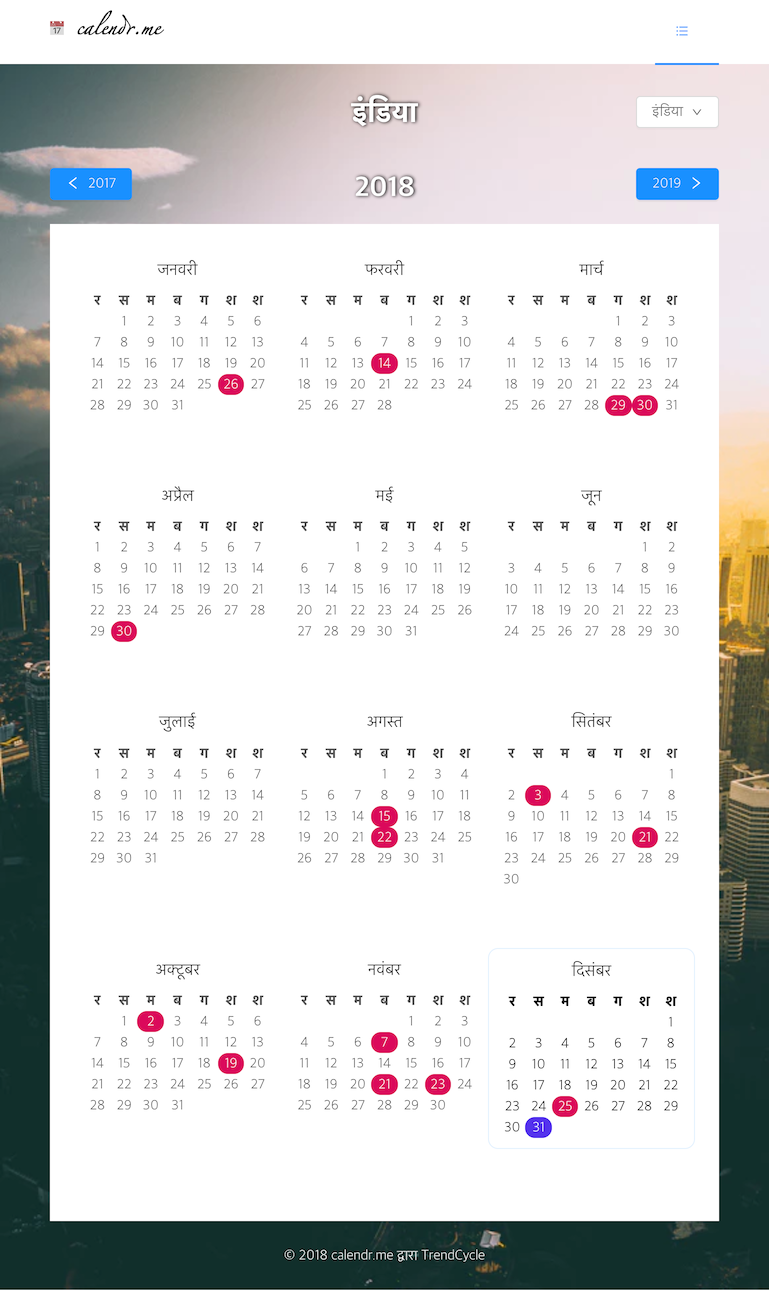 17 calendr.me
इंडिया इंडिया
2017 2018 2019
जनवरी फरवरी मार्च
र स म ब ग श श र स म ब ग श श र स म ब ग श श
1 2 3 4 5 6 1 2 3 1 2 3
7 8 9 10 11 12 13 4 5 6 7 8 9 10 4 5 6 7 8 9 10
14 15 16 17 18 19 20 11 12 13 14 15 16 17 11 12 13 14 15 16 17
21 22 23 24 25 26 27 18 19 20 21 22 23 24 18 19 20 21 22 23 24
28 29 30 31 25 26 27 28 25 26 27 28 29 30 31
अप्रैल मई जून
र स म ब ग श श र स म ब ग श श र स म ब ग श श
1 2 3 4 5 6 7 1 2 3 4 5 1 2
8 9 10 11 12 13 14 6 7 8 9 10 11 12 3 4 5 6 7 8 9
15 16 17 18 19 20 21 13 14 15 16 17 18 19 10 11 12 13 14 15 16
22 23 24 25 26 27 28 20 21 22 23 24 25 26 17 18 19 20 21 22 23
29 30 27 28 29 30 31 24 25 26 27 28 29 30
जुलाई अगस्त सितंबर
र स म ब ग श श र स म ब ग श श र स म ब ग श श
1 2 3 4 5 6 7 1 2 3 4 1
8 9 10 11 12 13 14 5 6 7 8 9 10 11 2 3 4 5 6 7 8
15 16 17 18 19 20 21 12 13 14 15 16 17 18 9 10 11 12 13 14 15
22 23 24 25 26 27 28 19 20 21 22 23 24 25 16 17 18 19 20 21 22
29 30 31 26 27 28 29 30 31 23 24 25 26 27 28 29
30
अक्टूबर नवंबर दिसंबर
र स म ब ग श श र स म ब ग श श र स म ब ग श श
1 2 3 4 5 6 1 2 3 1
7 8 9 10 11 12 13 4 5 6 7 8 9 10 2 3 4 5 6 7 8
14 15 16 17 18 19 20 11 12 13 14 15 16 17 9 10 11 12 13 14 15
21 22 23 24 25 26 27 18 19 20 21 22 23 24 16 17 18 19 20 21 22
28 29 30 31 25 26 27 28 29 30 23 24 25 26 27 28 29
30 31
© 2018 calendr.me द्वारा TrendCycle